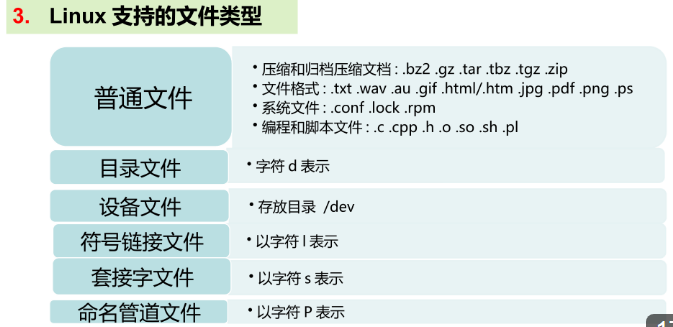 3. Linux 支持的文件类型
普通文件
• 压缩和归档压缩文档：.bz2 .gz .tar .tbz .tgz .zip
• 文件格式：.txt .wav .au .gif .html/.htm .jpg .pdf .png .ps
• 系统文件：.conf .lock .rpm
• 编程和脚本文件：.c .cpp .h .o .so .sh .pl
目录文件
• 字符 d 表示
设备文件
• 存放目录 /dev
符号链接文件
• 以字符 l 表示
套接字文件
• 以字符 s 表示
命名管道文件
• 以字符 P 表示